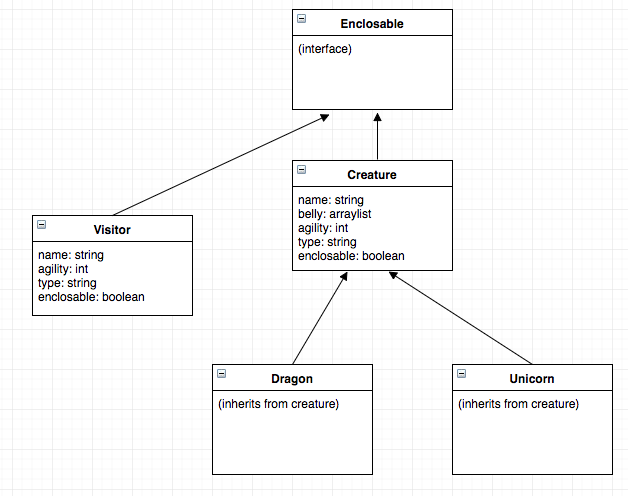 Enclosable
(interface)
Creature
name: string
belly: arraylist
agility: int
type: string
enclosable: boolean
Visitor
name: string
agility: int
type: string
enclosable: boolean
Dragon
(inherits from creature)
Unicorn
(inherits from creature)